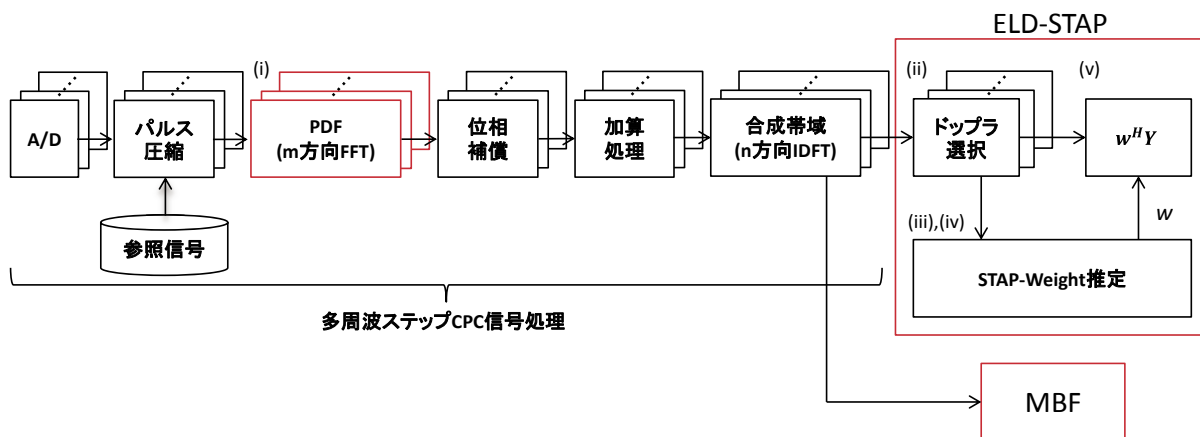 ELD-STAP
(i)
(ii)
(v)
A/D
パルス
圧縮
PDF
(m方向FFT)
位相
補償
加算
処理
合成帯域
(n方向IDFT)
ドップラ
選択
w^H Y
参照信号
(iii),(iv)
w
STAP-Weight推定
多周波ステップCPC信号処理
MBF